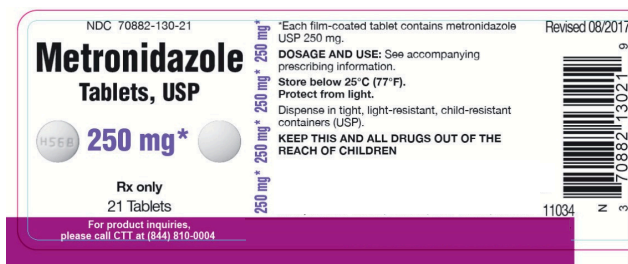 NDC 70882-130-21
Metronidazole
Tablets, USP
H568
250 mg*
Rx only
21 Tablets
For product inquiries,
please call CTT at (844) 810-0004
250 mg* 250 mg* 250 mg* 250 mg*
*Each film-coated tablet contains metronidazole
USP 250 mg.
DOSAGE AND USE: See accompanying
prescribing information.
Store below 25°C (77°F).
Protect from light.
Dispense in tight, light-resistant, child-resistant
containers (USP).
KEEP THIS AND ALL DRUGS OUT OF THE
REACH OF CHILDREN
Revised 08/2017
11034
N
3 70882 13021 9